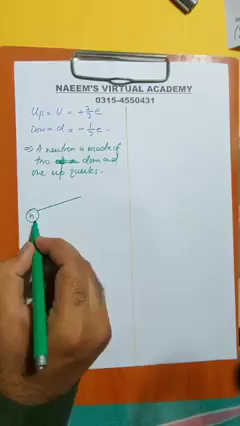 NAEEM'S VIRTUAL ACADEMY
0315-4550431
Up = U = +2/3 e
Down = d = -1/3 e.
⇒ A neutron is made of
two down and
one up quarks.
n